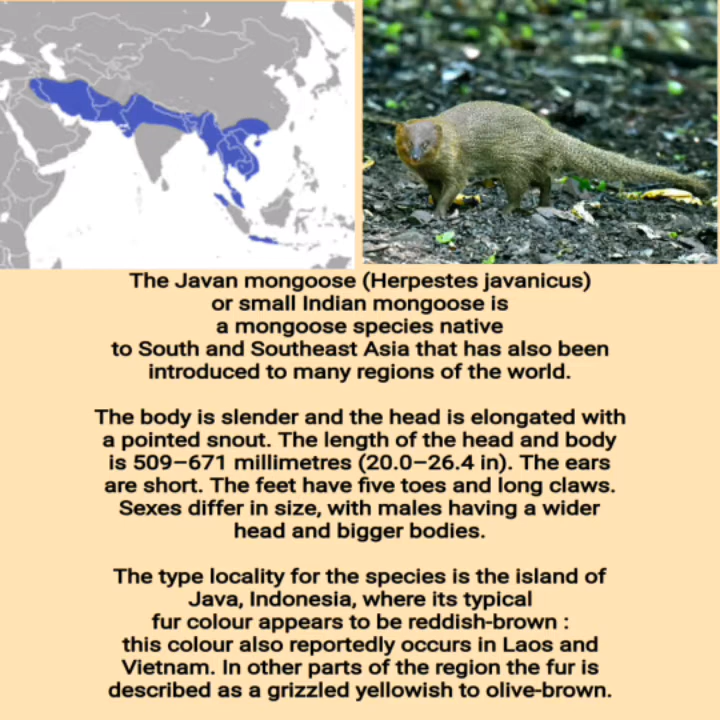 The Javan mongoose (Herpestes javanicus)
or small Indian mongoose is
a mongoose species native
to South and Southeast Asia that has also been
introduced to many regions of the world.
The body is slender and the head is elongated with
a pointed snout. The length of the head and body
is 509–671 millimetres (20.0–26.4 in). The ears
are short. The feet have five toes and long claws.
Sexes differ in size, with males having a wider
head and bigger bodies.
The type locality for the species is the island of
Java, Indonesia, where its typical
fur colour appears to be reddish-brown :
this colour also reportedly occurs in Laos and
Vietnam. In other parts of the region the fur is
described as a grizzled yellowish to olive-brown.